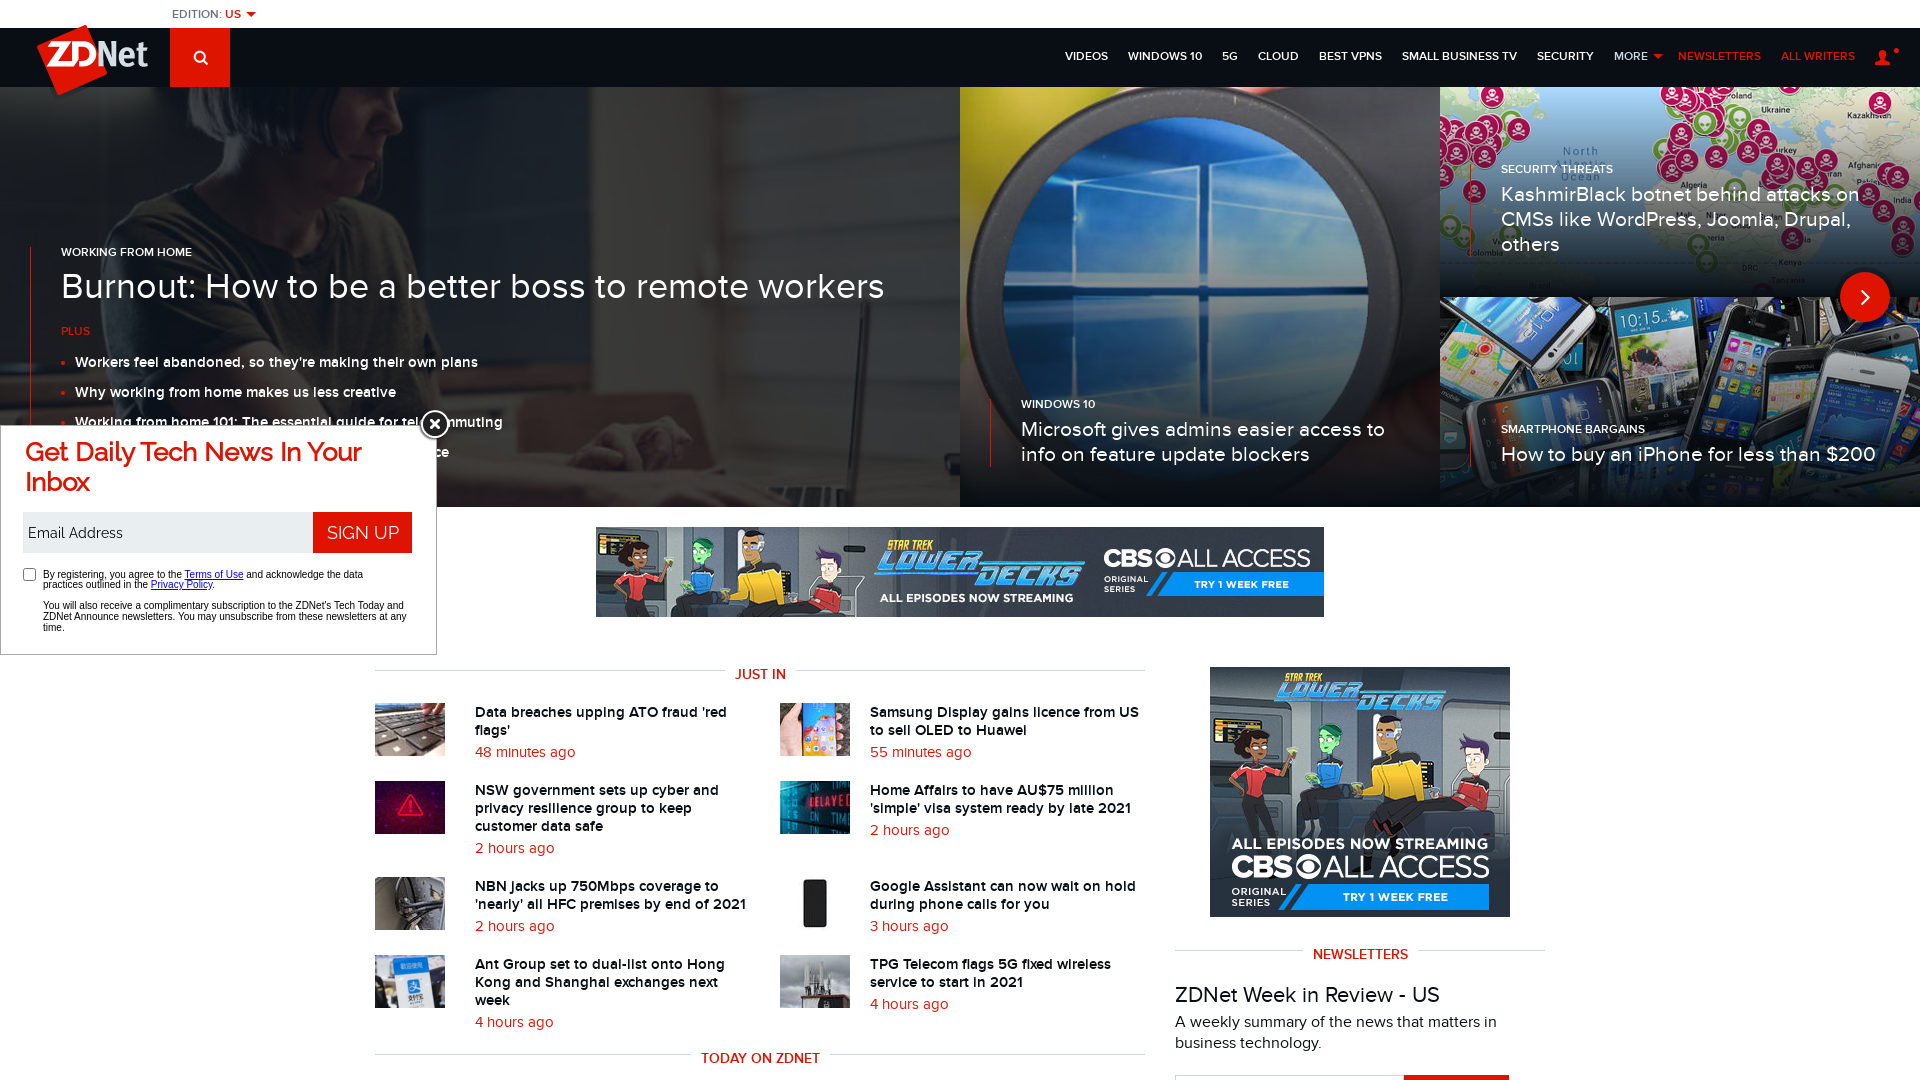 EDITION: US
ZDNet
VIDEOS WINDOWS 10 5G CLOUD BEST VPNS SMALL BUSINESS TV SECURITY MORE NEWSLETTERS ALL WRITERS
WORKING FROM HOME
Burnout: How to be a better boss to remote workers
PLUS
Workers feel abandoned, so they're making their own plans
Why working from home makes us less creative
WINDOWS 10
Microsoft gives admins easier access to
info on feature update blockers
SECURITY THREATS
KashmirBlack botnet behind attacks on
CMSs like WordPress, Joomla, Drupal,
others
SMARTPHONE BARGAINS
How to buy an iPhone for less than $200
Get Daily Tech News In Your
Inbox
Email Address
SIGN UP
By registering, you agree to the Terms of Use and acknowledge the data
practices outlined in the Privacy Policy.
You will also receive a complimentary subscription to the ZDNet's Tech Today and
ZDNet Announce newsletters. You may unsubscribe from these newsletters at any
time.
STAR TREK
LOWER DECKS
ALL EPISODES NOW STREAMING
CBS ALL ACCESS
ORIGINAL
SERIES
TRY 1 WEEK FREE
JUST IN
Data breaches upping ATO fraud 'red
flags'
48 minutes ago
Samsung Display gains licence from US
to sell OLED to Huawei
55 minutes ago
NSW government sets up cyber and
privacy resilience group to keep
customer data safe
2 hours ago
Home Affairs to have AU$75 million
'simple' visa system ready by late 2021
2 hours ago
NBN jacks up 750Mbps coverage to
'nearly' all HFC premises by end of 2021
2 hours ago
Google Assistant can now wait on hold
during phone calls for you
3 hours ago
Ant Group set to dual-list onto Hong
Kong and Shanghai exchanges next
week
4 hours ago
TPG Telecom flags 5G fixed wireless
service to start in 2021
4 hours ago
TODAY ON ZDNET
STAR TREK
LOWER DECKS
ALL EPISODES NOW STREAMING
CBS ALL ACCESS
ORIGINAL
SERIES
TRY 1 WEEK FREE
NEWSLETTERS
ZDNet Week in Review - US
A weekly summary of the news that matters in
business technology.